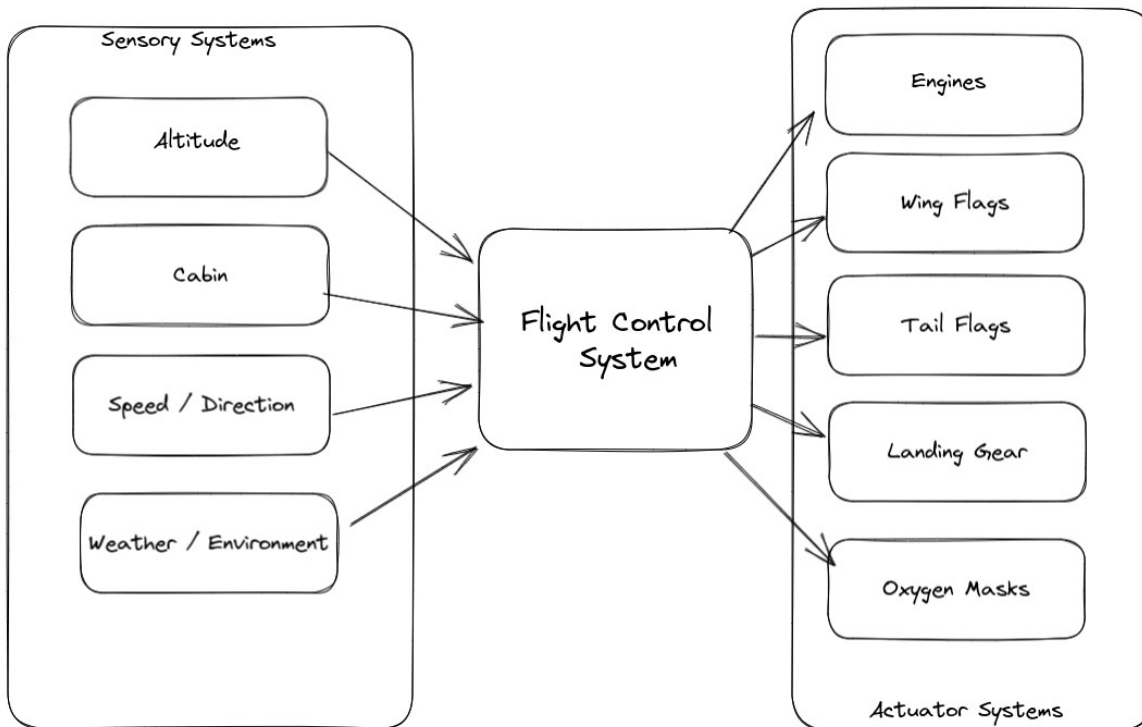 Sensory Systems
Altitude
Cabin
Speed / Direction
Weather / Environment
Flight Control
System
Engines
Wing Flags
Tail Flags
Landing Gear
Oxygen Masks
Actuator Systems